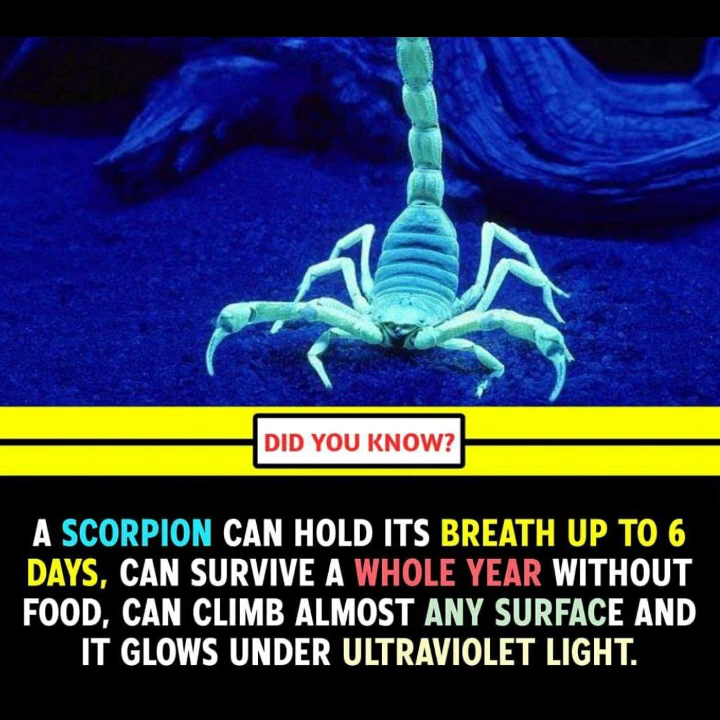 DID YOU KNOW?
A SCORPION CAN HOLD ITS BREATH UP TO 6
DAYS, CAN SURVIVE A WHOLE YEAR WITHOUT
FOOD, CAN CLIMB ALMOST ANY SURFACE AND
IT GLOWS UNDER ULTRAVIOLET LIGHT.